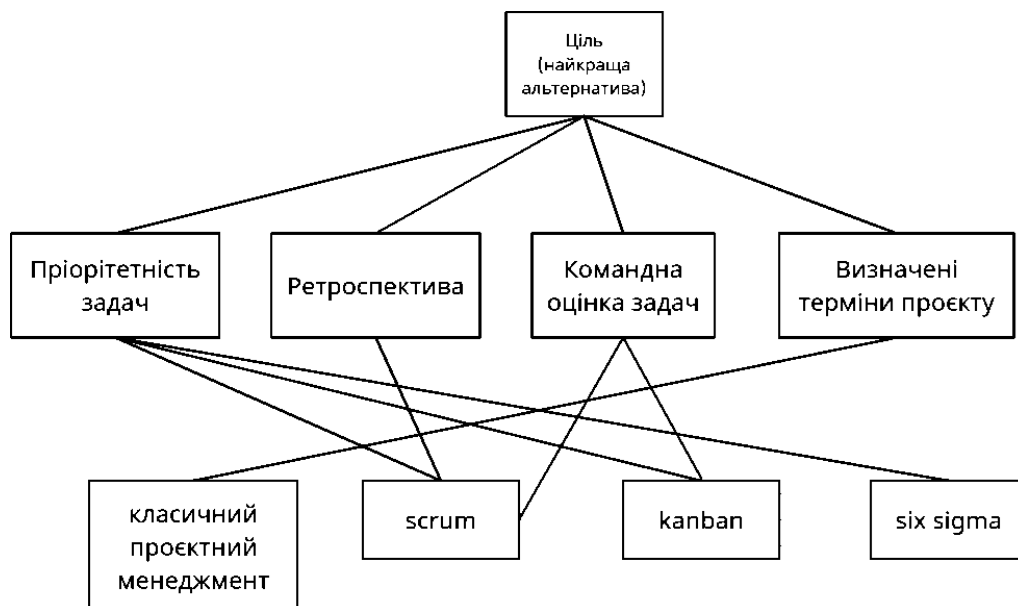 Ціль
(найкраща
альтернатива)
Пріорітетність
задач
Ретроспектива
Командна
оцінка задач
Визначені
терміни проєкту
класичний
проєктний
менеджмент
scrum
kanban
six sigma